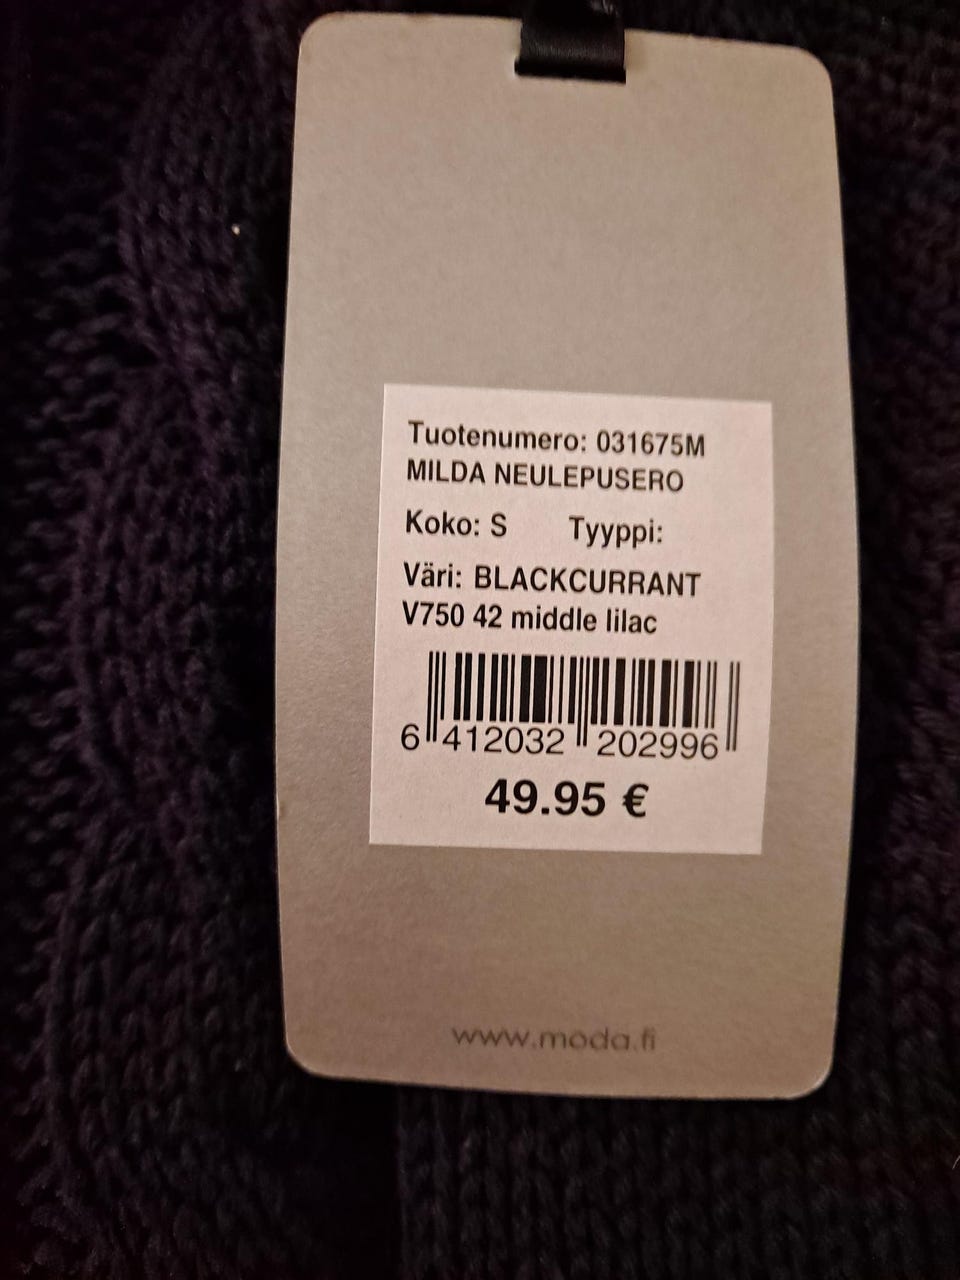 Tuotenumero: 031675M
MILDA NEULEPUSERO
Koko: S Tyyppi:
Väri: BLACKCURRANT
V750 42 middle lilac
6 412032 202996
49.95 €
www.moda.fi